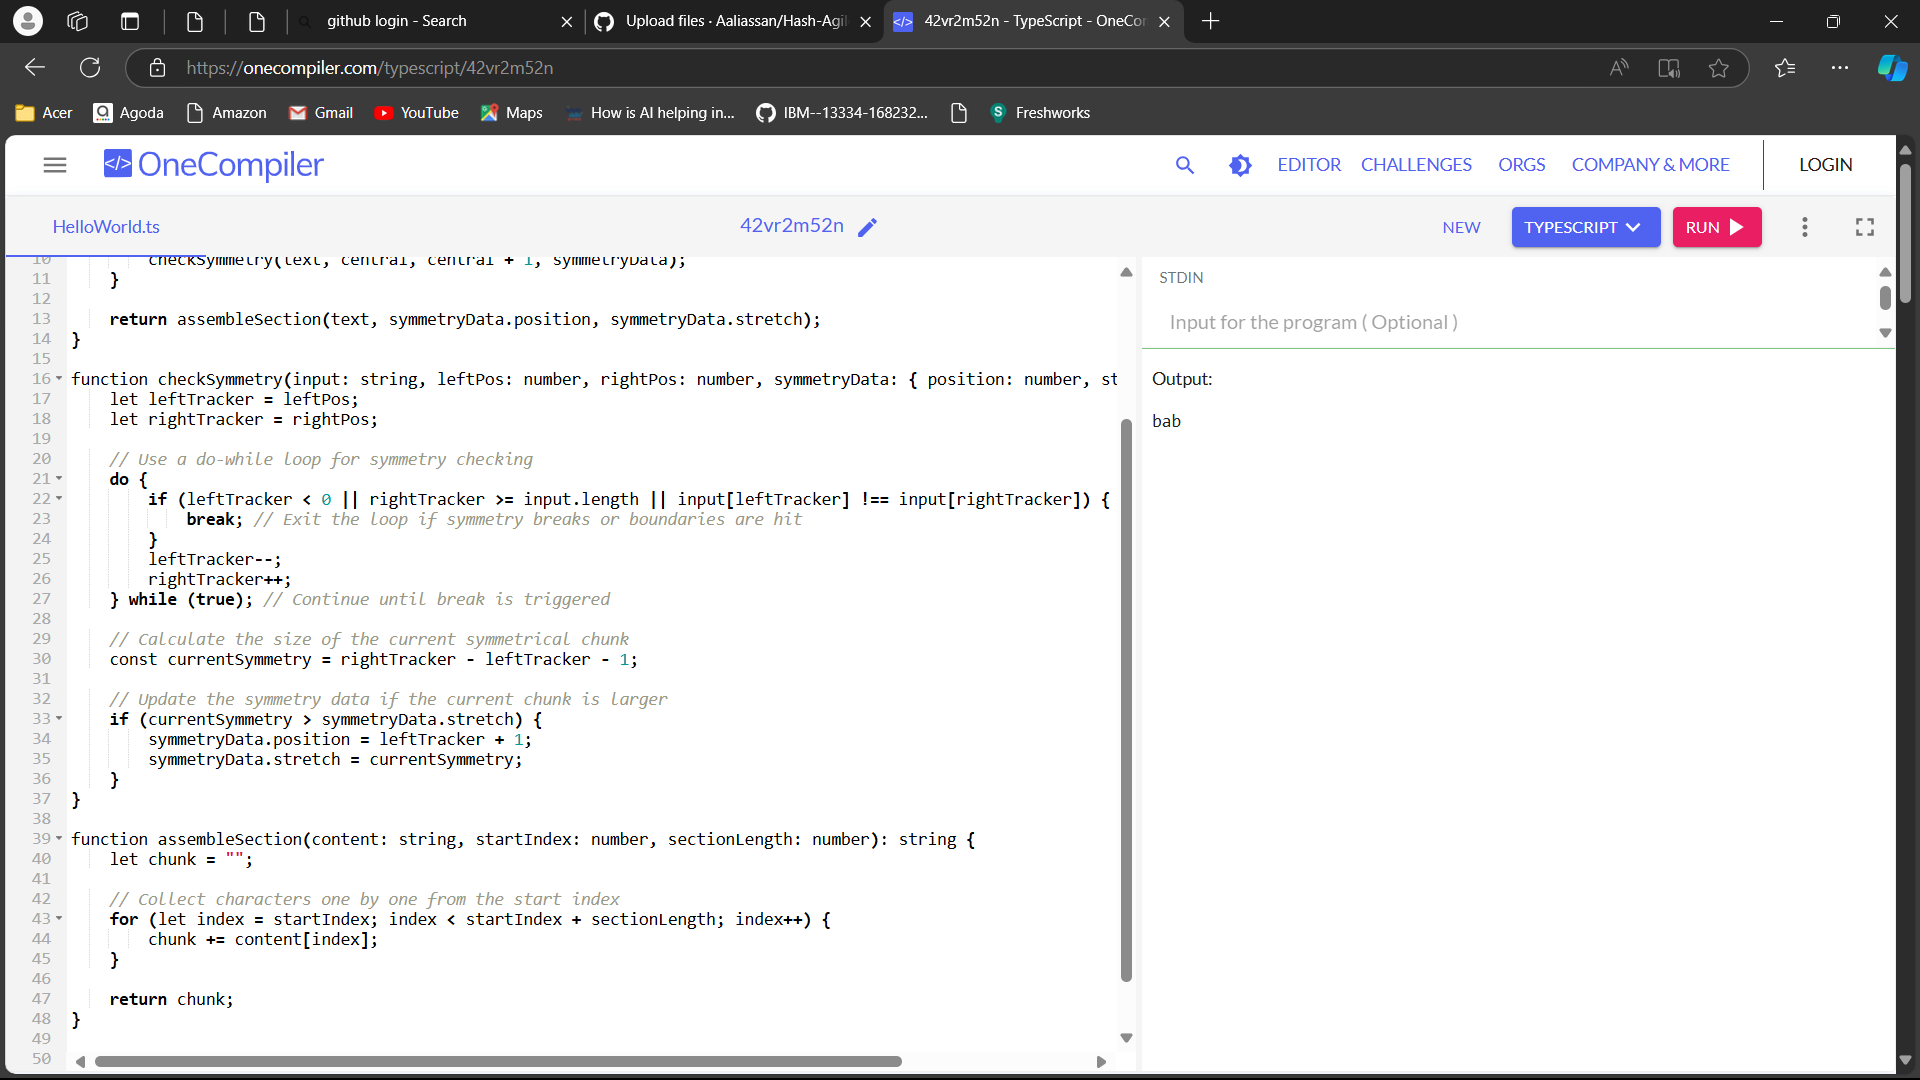 github login - Search
Upload files · Aaliassan/Hash-Agil
42vr2m52n - TypeScript - OneCor
https://onecompiler.com/typescript/42vr2m52n
Acer
Agoda
Amazon
Gmail
YouTube
Maps
How is AI helping in...
IBM--13334-168232...
Freshworks
OneCompiler
EDITOR
CHALLENGES
ORGS
COMPANY & MORE
LOGIN
HelloWorld.ts
42vr2m52n
NEW
TYPESCRIPT
RUN
10 checkSymmetry(text, central, central + 1, symmetryData);
11 }
12
13 return assembleSection(text, symmetryData.position, symmetryData.stretch);
14 }
15
16 function checkSymmetry(input: string, leftPos: number, rightPos: number, symmetryData: { position: number, st
17 let leftTracker = leftPos;
18 let rightTracker = rightPos;
19
20 // Use a do-while loop for symmetry checking
21 do {
22 if (leftTracker < 0 || rightTracker >= input.length || input[leftTracker] !== input[rightTracker]) {
23 break; // Exit the loop if symmetry breaks or boundaries are hit
24 }
25 leftTracker--;
26 rightTracker++;
27 } while (true); // Continue until break is triggered
28
29 // Calculate the size of the current symmetrical chunk
30 const currentSymmetry = rightTracker - leftTracker - 1;
31
32 // Update the symmetry data if the current chunk is larger
33 if (currentSymmetry > symmetryData.stretch) {
34 symmetryData.position = leftTracker + 1;
35 symmetryData.stretch = currentSymmetry;
36 }
37 }
38
39 function assembleSection(content: string, startIndex: number, sectionLength: number): string {
40 let chunk = "";
41
42 // Collect characters one by one from the start index
43 for (let index = startIndex; index < startIndex + sectionLength; index++) {
44 chunk += content[index];
45 }
46
47 return chunk;
48 }
49
50
STDIN
Input for the program ( Optional )
Output:
bab